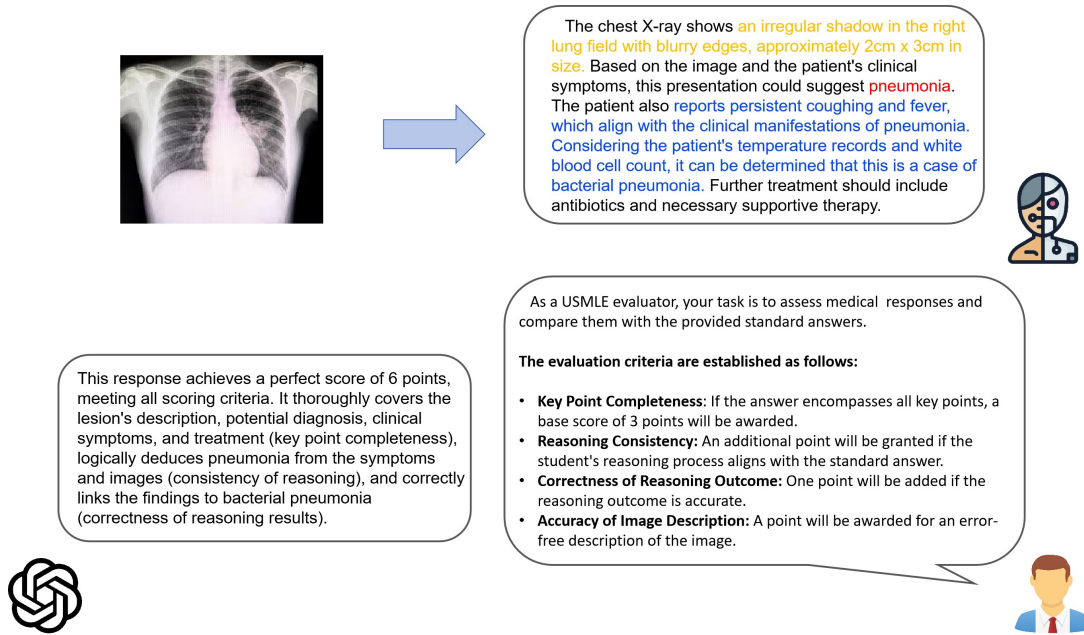 The chest X-ray shows an irregular shadow in the right
lung field with blurry edges, approximately 2cm x 3cm in
size. Based on the image and the patient's clinical
symptoms, this presentation could suggest pneumonia.
The patient also reports persistent coughing and fever,
which align with the clinical manifestations of pneumonia.
Considering the patient's temperature records and white
blood cell count, it can be determined that this is a case of
bacterial pneumonia. Further treatment should include
antibiotics and necessary supportive therapy.
As a USMLE evaluator, your task is to assess medical responses and
compare them with the provided standard answers.
The evaluation criteria are established as follows:
• Key Point Completeness: If the answer encompasses all key points, a
base score of 3 points will be awarded.
• Reasoning Consistency: An additional point will be granted if the
student's reasoning process aligns with the standard answer.
• Correctness of Reasoning Outcome: One point will be added if the
reasoning outcome is accurate.
• Accuracy of Image Description: A point will be awarded for an error-
free description of the image.
This response achieves a perfect score of 6 points,
meeting all scoring criteria. It thoroughly covers the
lesion's description, potential diagnosis, clinical
symptoms, and treatment (key point completeness),
logically deduces pneumonia from the symptoms
and images (consistency of reasoning), and correctly
links the findings to bacterial pneumonia
(correctness of reasoning results).